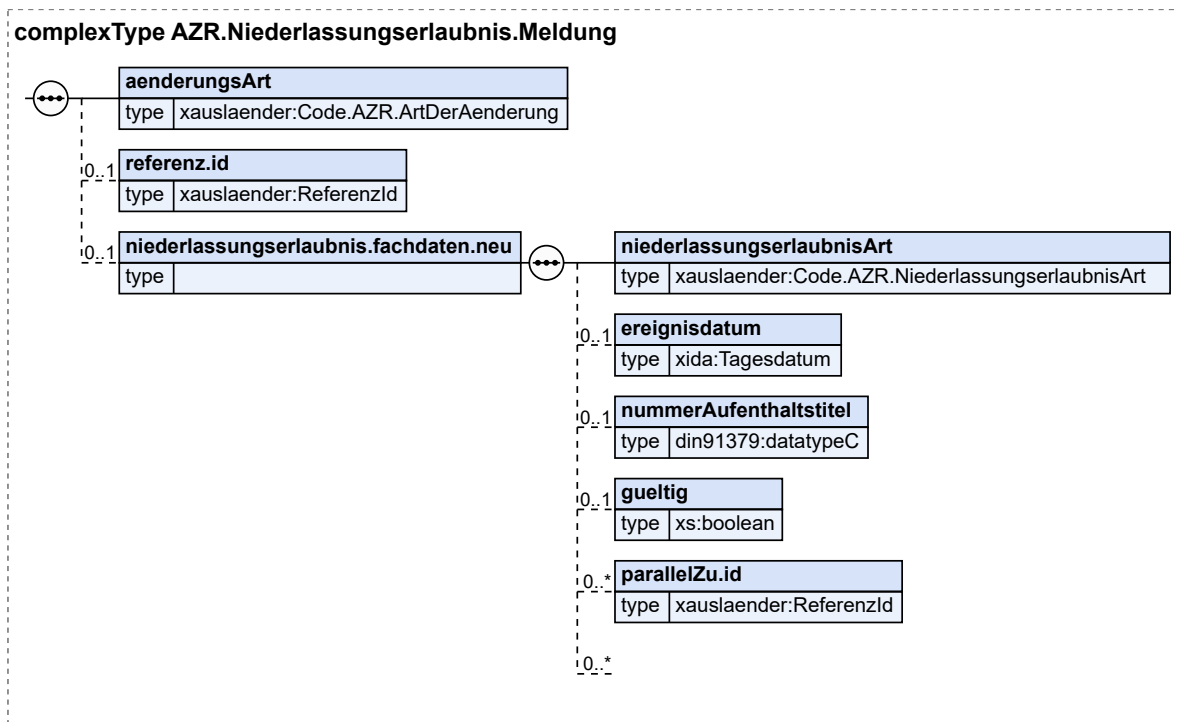 complexType AZR.Niederlassungserlaubnis.Meldung
aenderungsArt
type xauslaender:Code.AZR.ArtDerAenderung
0..1 referenz.id
type xauslaender:ReferenzId
0..1 niederlassungserlaubnis.fachdaten.neu
type
niederlassungserlaubnisArt
type xauslaender:Code.AZR.NiederlassungserlaubnisArt
0..1 ereignisdatum
type xida:Tagesdatum
0..1 nummerAufenthaltstitel
type din91379:datatypeC
0..1 gueltig
type xs:boolean
0..* parallelZu.id
type xauslaender:ReferenzId
0..*